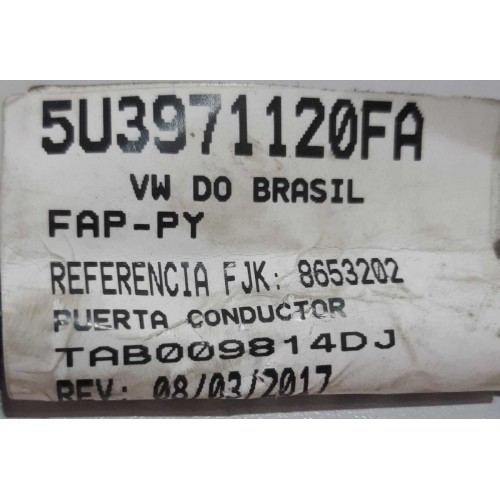 5U3971120FA
VW DO BRASIL
FAP-PY
REFERENCIA FJK: 8653202
PUERTA CONDUCTOR
TAB009814DJ
REV: 08/03/2017